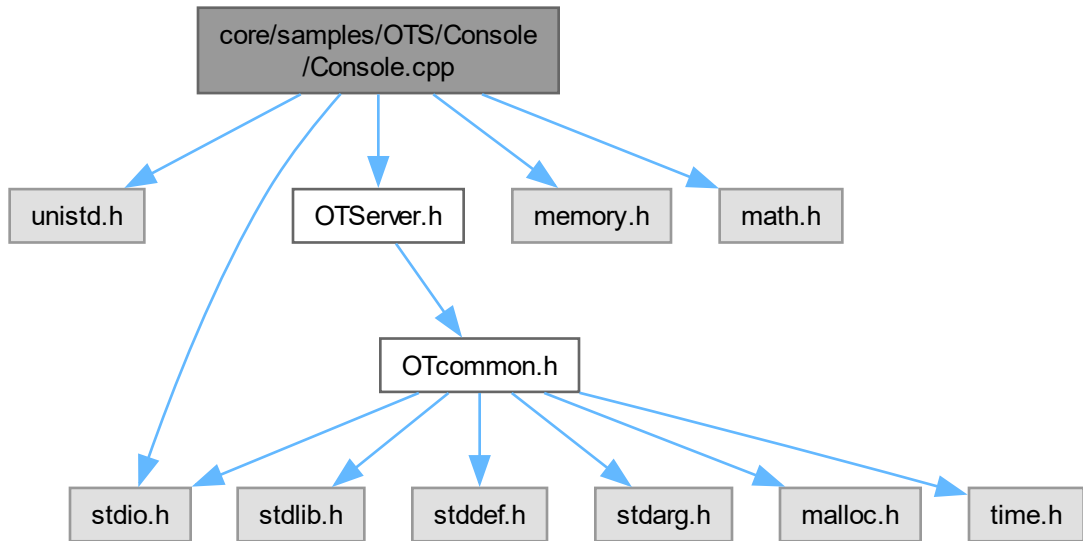 core/samples/OTS/Console
/Console.cpp
unistd.h
OTServer.h
memory.h
math.h
OTcommon.h
stdio.h
stdlib.h
stddef.h
stdarg.h
malloc.h
time.h